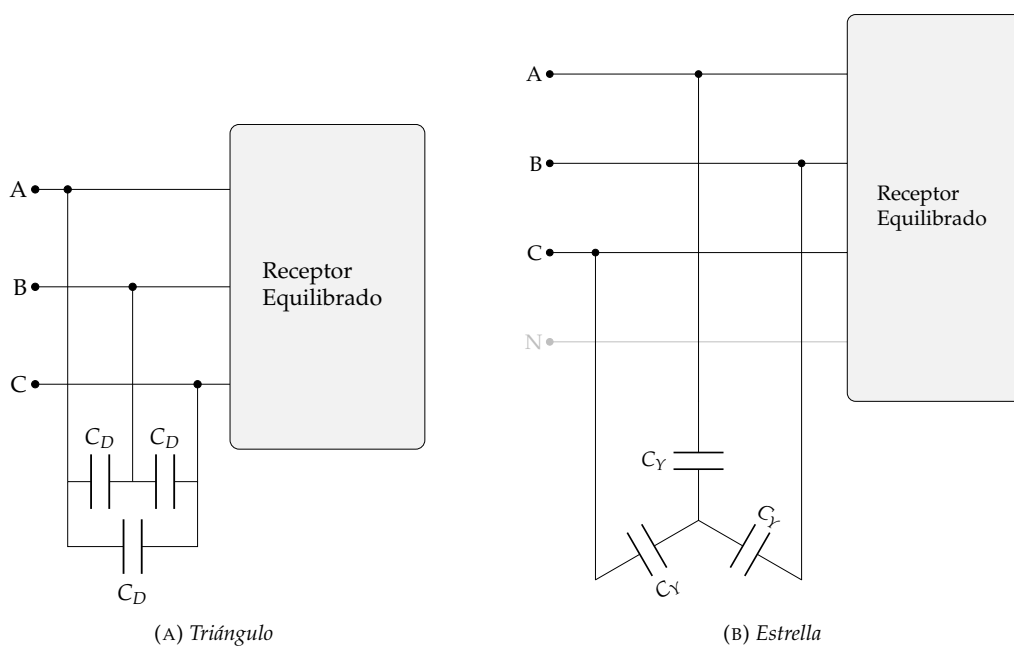 A
B
C
Receptor
Equilibrado
C_D
C_D
C_D
(A) Triángulo
A
B
C
N
Receptor
Equilibrado
C_Y
C_Y
C_Y
(B) Estrella